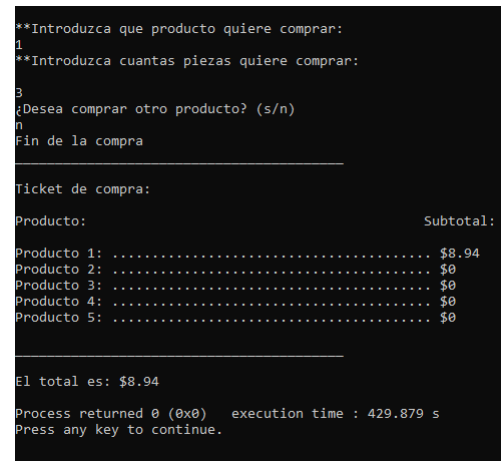 **Introduzca que producto quiere comprar:
1
**Introduzca cuantas piezas quiere comprar:
3
¿Desea comprar otro producto? (s/n)
n
Fin de la compra
_________________________________________
Ticket de compra:
Producto: Subtotal:
Producto 1: ........................................ $8.94
Producto 2: ........................................ $0
Producto 3: ........................................ $0
Producto 4: ........................................ $0
Producto 5: ........................................ $0
_________________________________________
El total es: $8.94
Process returned 0 (0x0) execution time : 429.879 s
Press any key to continue.